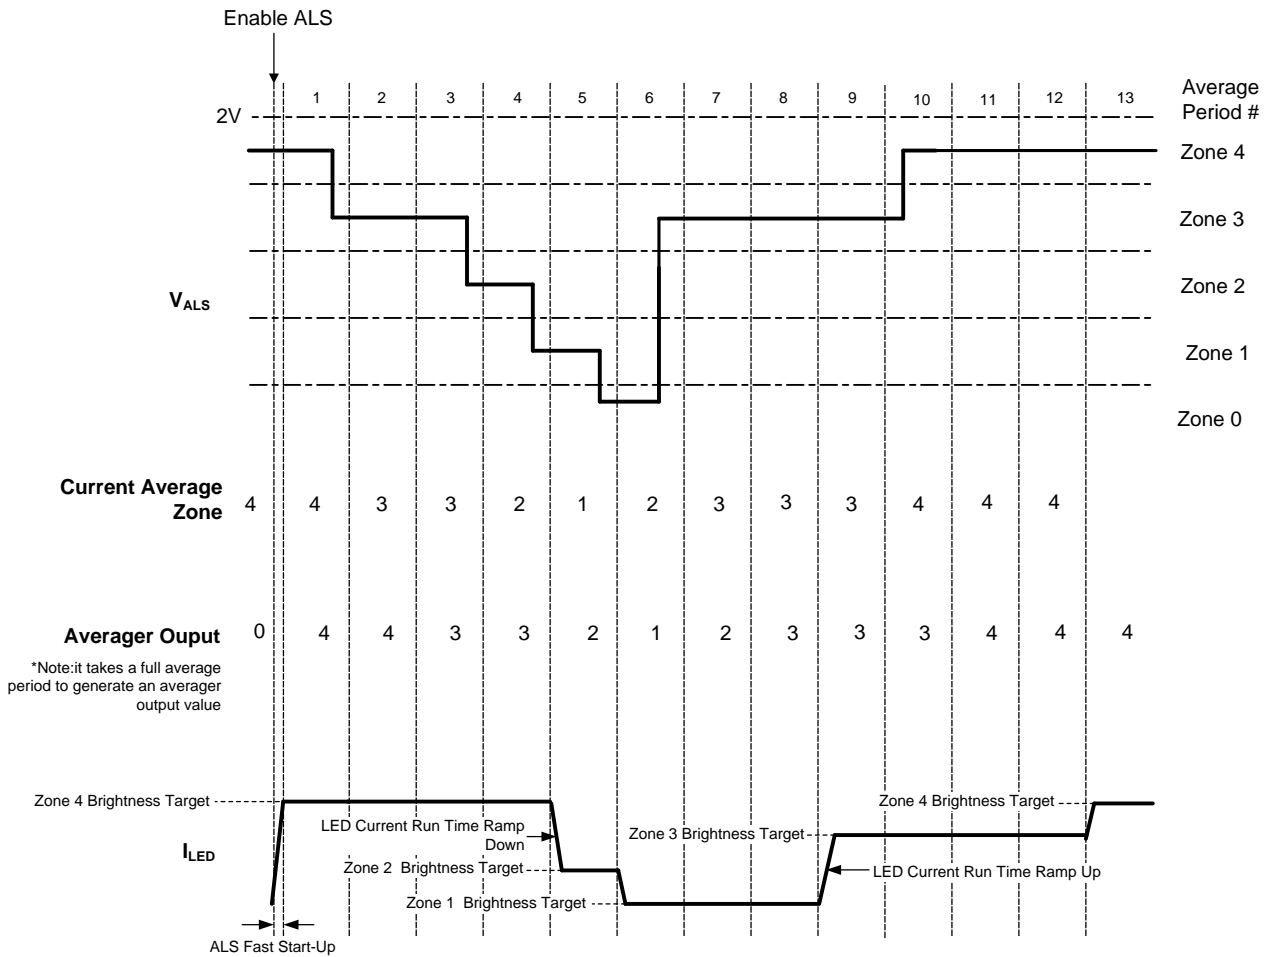 Enable ALS
1 2 3 4 5 6 7 8 9 10 11 12 13
Average
Period #
2V
Zone 4
Zone 3
Zone 2
Zone 1
Zone 0
VALS
Current Average
Zone
4 4 3 3 2 1 2 3 3 3 4 4 4
Averager Ouput
0 4 4 3 3 2 1 2 3 3 3 4 4 4
*Note:it takes a full average
period to generate an averager
output value
Zone 4 Brightness Target
LED Current Run Time Ramp
Down
Zone 2 Brightness Target
Zone 1 Brightness Target
Zone 3 Brightness Target
Zone 4 Brightness Target
LED Current Run Time Ramp Up
ILED
ALS Fast Start-Up